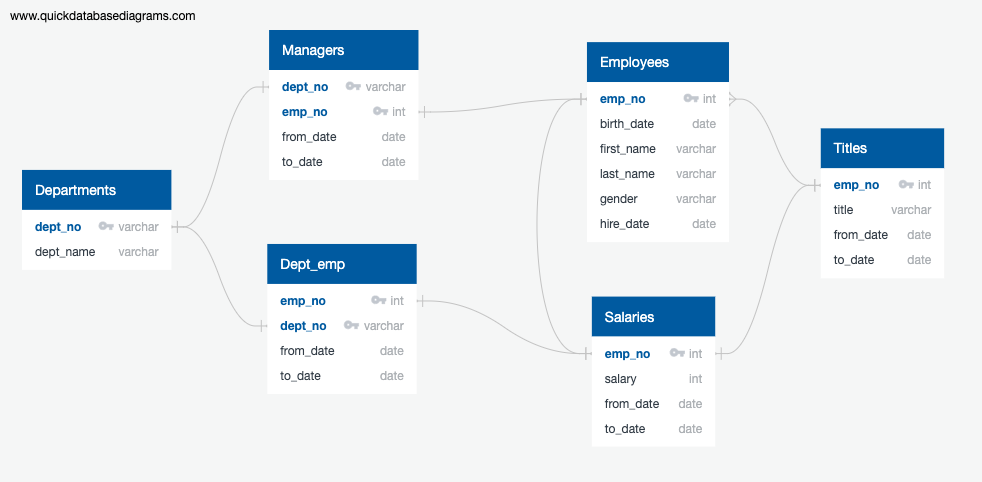 www.quickdatabasediagrams.com
Managers
dept_no varchar
emp_no int
from_date date
to_date date
Employees
emp_no int
birth_date date
first_name varchar
last_name varchar
gender varchar
hire_date date
Titles
emp_no int
title varchar
from_date date
to_date date
Departments
dept_no varchar
dept_name varchar
Dept_emp
emp_no int
dept_no varchar
from_date date
to_date date
Salaries
emp_no int
salary int
from_date date
to_date date